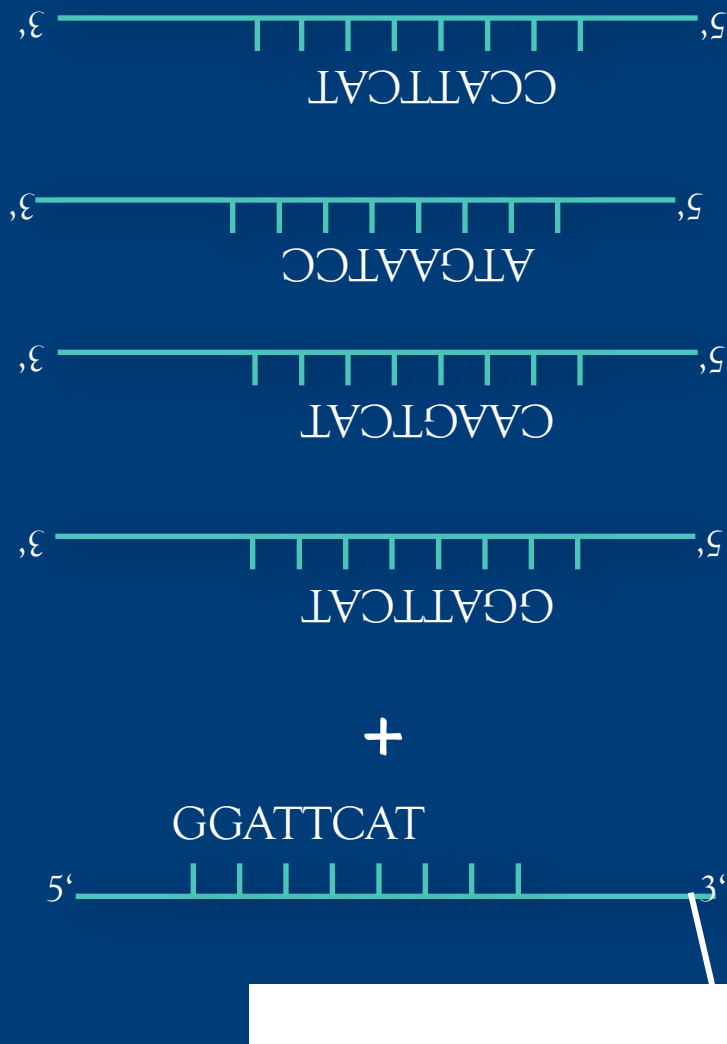 3‘ 5‘
CCATTCAT
3‘ 5‘
ATGAATCC
3‘ 5‘
CAAGTCAT
3‘ 5‘
GGATTCAT
+
GGATTCAT
5‘ 3‘